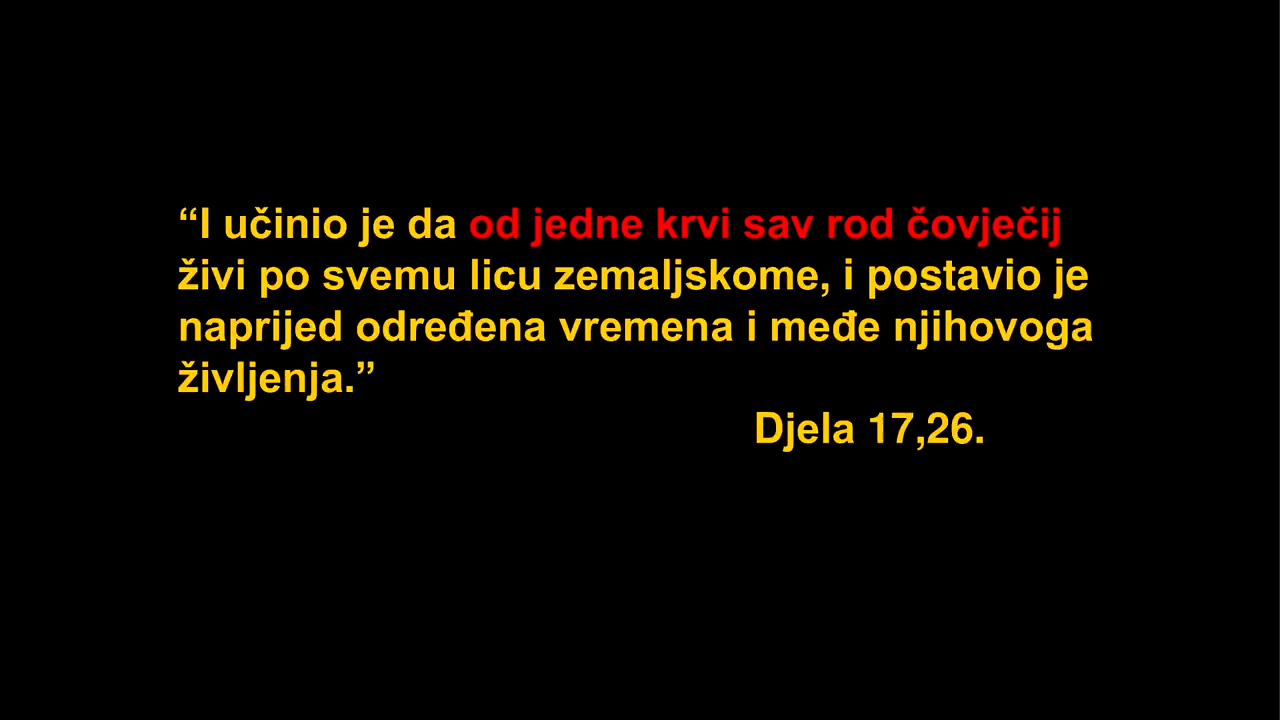 “I učinio je da od jedne krvi sav rod čovječij
živi po svemu licu zemaljskome, i postavio je
naprijed određena vremena i međe njihovoga
življenja.”
Djela 17,26.